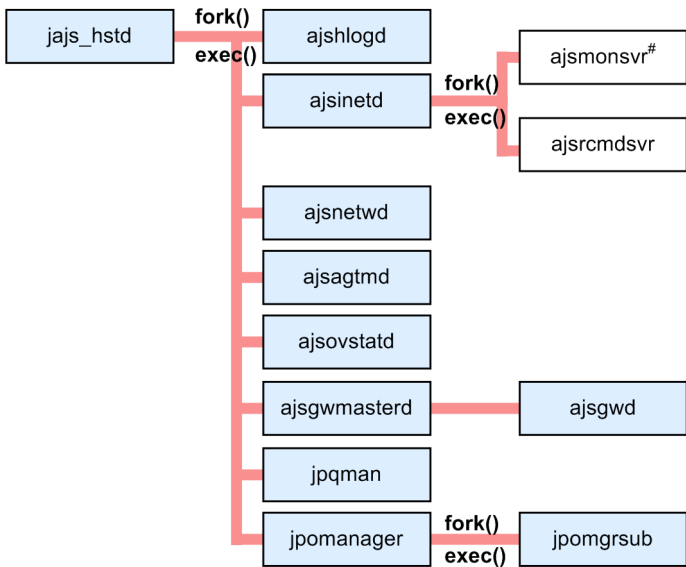 jajs_hstd
fork()
exec()
ajshlogd
ajsinetd
fork()
exec()
ajsmonsvr#
ajsrcmdsvr
ajsnetwd
ajsagtmd
ajsovstatd
ajsgwmasterd
ajsgwd
jpqman
jpomanager
fork()
exec()
jpomgrsub